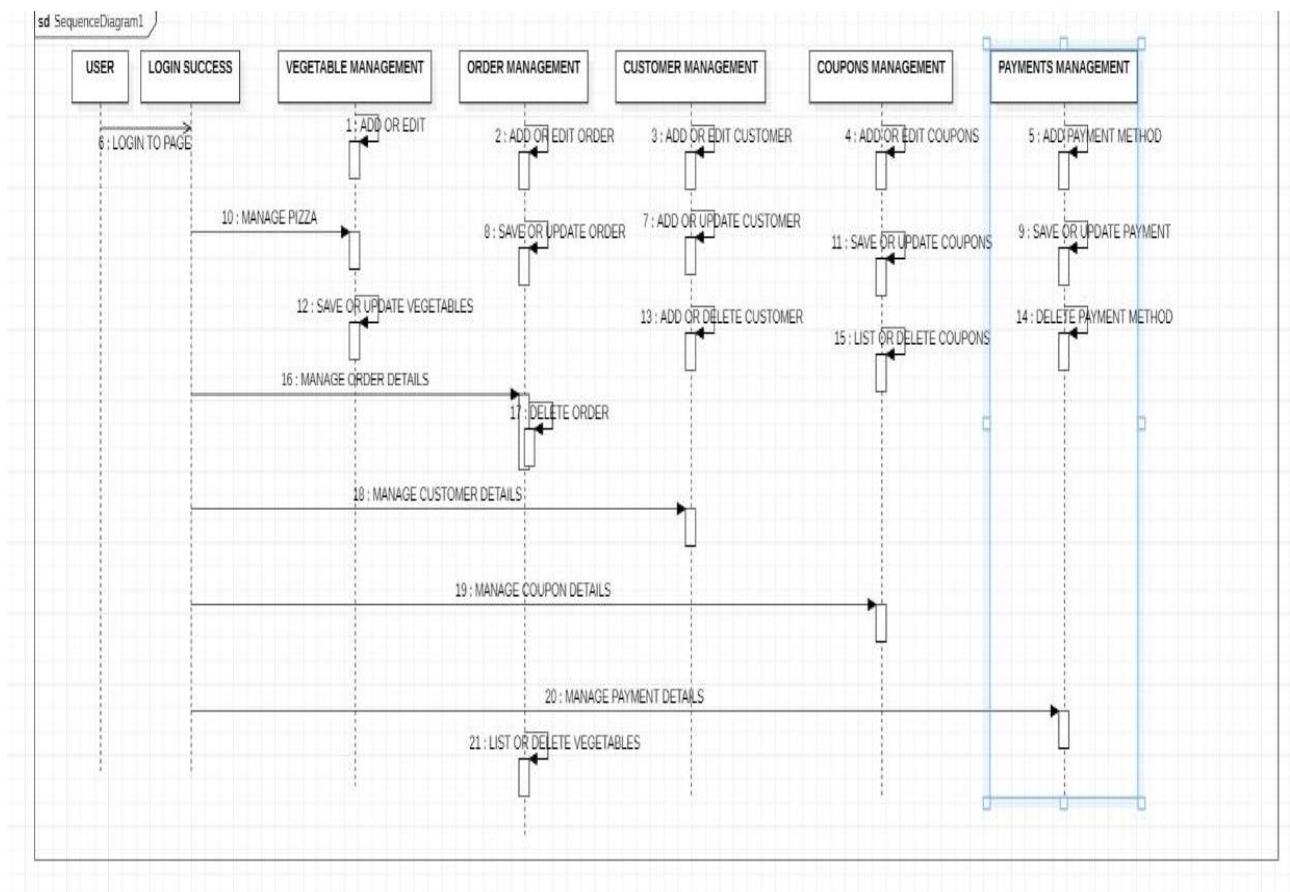 sd SequenceDiagram1
USER
LOGIN SUCCESS
VEGETABLE MANAGEMENT
ORDER MANAGEMENT
CUSTOMER MANAGEMENT
COUPONS MANAGEMENT
PAYMENTS MANAGEMENT
6 : LOGIN TO PAGE
1 : ADD OR EDIT
2 : ADD OR EDIT ORDER
3 : ADD OR EDIT CUSTOMER
4 : ADD OR EDIT COUPONS
5 : ADD PAYMENT METHOD
10 : MANAGE PIZZA
8 : SAVE OR UPDATE ORDER
7 : ADD OR UPDATE CUSTOMER
11 : SAVE OR UPDATE COUPONS
9 : SAVE OR UPDATE PAYMENT
12 : SAVE OR UPDATE VEGETABLES
13 : ADD OR DELETE CUSTOMER
15 : LIST OR DELETE COUPONS
14 : DELETE PAYMENT METHOD
16 : MANAGE ORDER DETAILS
17 : DELETE ORDER
18 : MANAGE CUSTOMER DETAILS
19 : MANAGE COUPON DETAILS
20 : MANAGE PAYMENT DETAILS
21 : LIST OR DELETE VEGETABLES